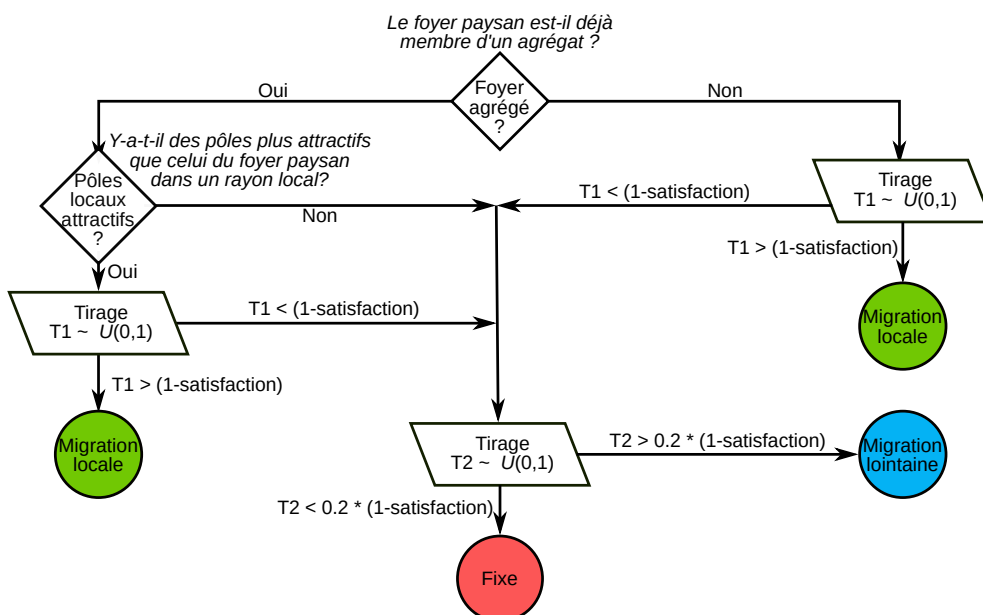 Le foyer paysan est-il déjà
membre d'un agrégat ?
Oui
Foyer
agrégé
?
Non
Y-a-t-il des pôles plus attractifs
que celui du foyer paysan
dans un rayon local?
Pôles
locaux
attractifs
?
Non
T1 < (1-satisfaction)
Tirage
T1 ~ U(0,1)
T1 > (1-satisfaction)
Oui
Tirage
T1 ~ U(0,1)
T1 < (1-satisfaction)
Migration
locale
T1 > (1-satisfaction)
Migration
locale
Tirage
T2 ~ U(0,1)
T2 > 0.2 * (1-satisfaction)
Migration
lointaine
T2 < 0.2 * (1-satisfaction)
Fixe